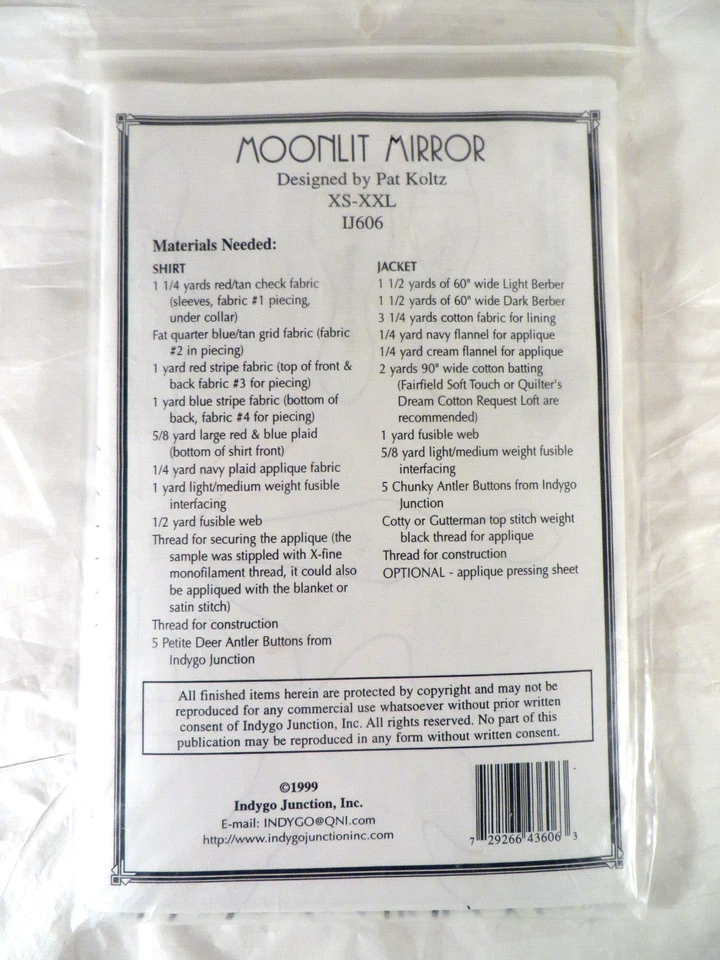 MOONLIT MIRROR
Designed by Pat Koltz
XS-XXL
IJ606
Materials Needed:
SHIRT
1 1/4 yards red/tan check fabric
(sleeves, fabric #1 piecing,
under collar)
Fat quarter blue/tan grid fabric (fabric
#2 in piecing)
1 yard red stripe fabric (top of front &
back fabric #3 for piecing)
1 yard blue stripe fabric (bottom of
back, fabric #4 for piecing)
5/8 yard large red & blue plaid
(bottom of shirt front)
1/4 yard navy plaid applique fabric
1 yard light/medium weight fusible
interfacing
1/2 yard fusible web
Thread for securing the applique (the
sample was stippled with X-fine
monofilament thread, it could also
be appliqued with the blanket or
satin stitch)
Thread for construction
5 Petite Deer Antler Buttons from
Indygo Junction
JACKET
1 1/2 yards of 60" wide Light Berber
1 1/2 yards of 60" wide Dark Berber
3 1/4 yards cotton fabric for lining
1/4 yard navy flannel for applique
1/4 yard cream flannel for applique
2 yards 90" wide cotton batting
(Fairfield Soft Touch or Quilter's
Dream Cotton Request Loft are
recommended)
1 yard fusible web
5/8 yard light/medium weight fusible
interfacing
5 Chunky Antler Buttons from Indygo
Junction
Cotty or Gutterman top stitch weight
black thread for applique
Thread for construction
OPTIONAL - applique pressing sheet
All finished items herein are protected by copyright and may not be
reproduced for any commercial use whatsoever without prior written
consent of Indygo Junction, Inc. All rights reserved. No part of this
publication may be reproduced in any form without written consent.
©1999
Indygo Junction, Inc.
E-mail: INDYGO@QNI.com
http://www.indygojunctioninc.com
7 29266 43606 3